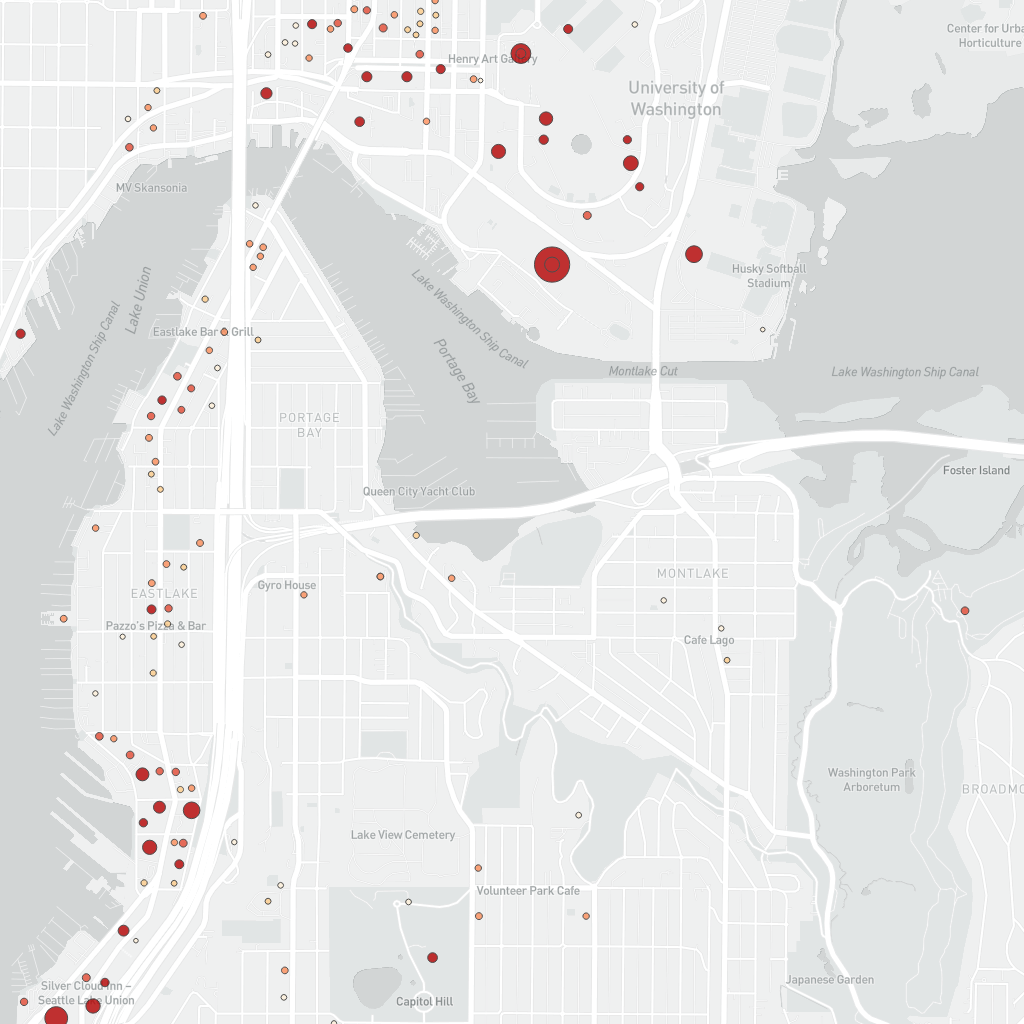 Center for Urba
Horticulture
Henry Art Gallery
University of
Washington
MV Skansonia
Husky Softball
Stadium
Lake Union
Lake Washington Ship Canal
Lake Washington Ship Canal
Eastlake Bar & Grill
Portage Bay
Montlake Cut
Lake Washington Ship Canal
PORTAGE
BAY
Foster Island
Queen City Yacht Club
MONTLAKE
Gyro House
EASTLAKE
Pazzo's Pizza & Bar
Cafe Lago
Washington Park
Arboretum
BROADMO
Lake View Cemetery
Volunteer Park Cafe
Japanese Garden
Silver Cloud Inn –
Seattle Lake Union
Capitol Hill